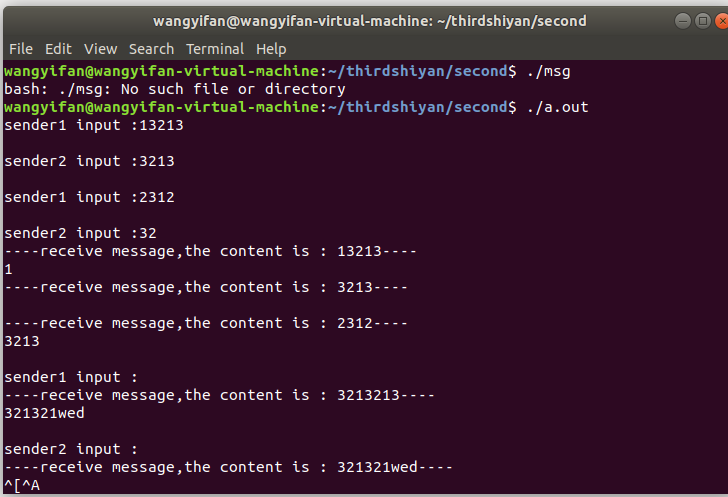 wangyifan@wangyifan-virtual-machine: ~/thirdshiyan/second
File Edit View Search Terminal Help
wangyifan@wangyifan-virtual-machine:~/thirdshiyan/second$ ./msg
bash: ./msg: No such file or directory
wangyifan@wangyifan-virtual-machine:~/thirdshiyan/second$ ./a.out
sender1 input :13213
sender2 input :3213
sender1 input :2312
sender2 input :32
----receive message,the content is : 13213----
1
----receive message,the content is : 3213----
----receive message,the content is : 2312----
3213
sender1 input :
----receive message,the content is : 3213213----
321321wed
sender2 input :
----receive message,the content is : 321321wed----
^[^A